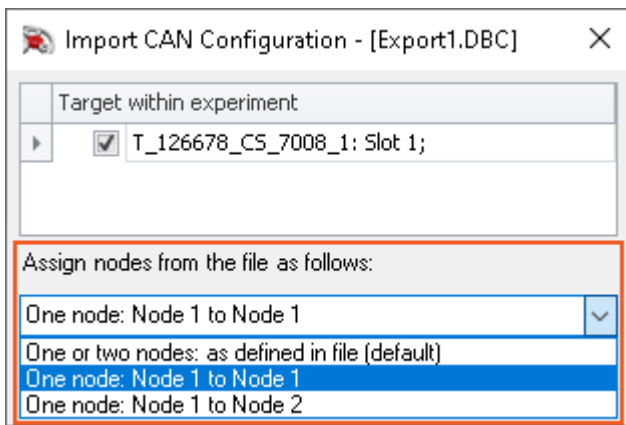 Import CAN Configuration - [Export1.DBC]
Target within experiment
T_126678_CS_7008_1: Slot 1;
Assign nodes from the file as follows:
One node: Node 1 to Node 1
One or two nodes: as defined in file (default)
One node: Node 1 to Node 1
One node: Node 1 to Node 2